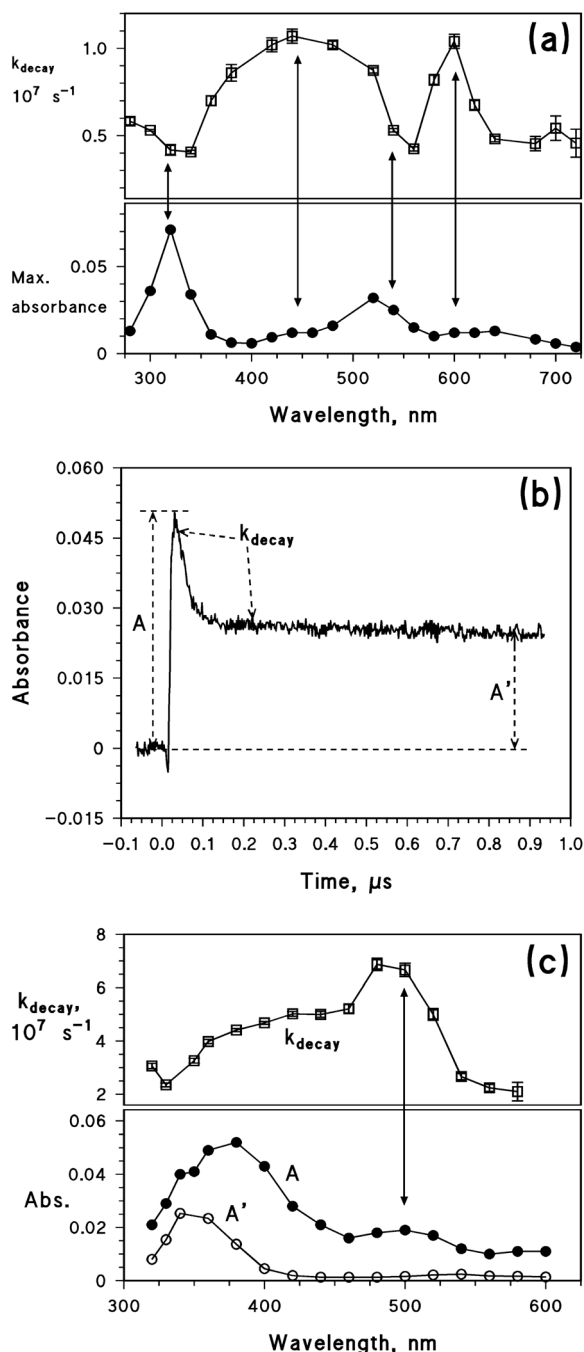 (a)
k_decay
10⁷ s⁻¹
1.0
0.5
0.05
Max.
absorbance
0
300 400 500 600 700
Wavelength, nm
(b)
0.060
0.045
0.030
0.015
0
−0.015
Absorbance
k_decay
A
A'
−0.1 0.0 0.1 0.2 0.3 0.4 0.5 0.6 0.7 0.8 0.9 1.0
Time, μs
(c)
8
6
4
2
k_decay,
10⁷ s⁻¹
k_decay
0.06
0.04
0.02
0
Abs.
A
A'
300 400 500 600
Wavelength, nm